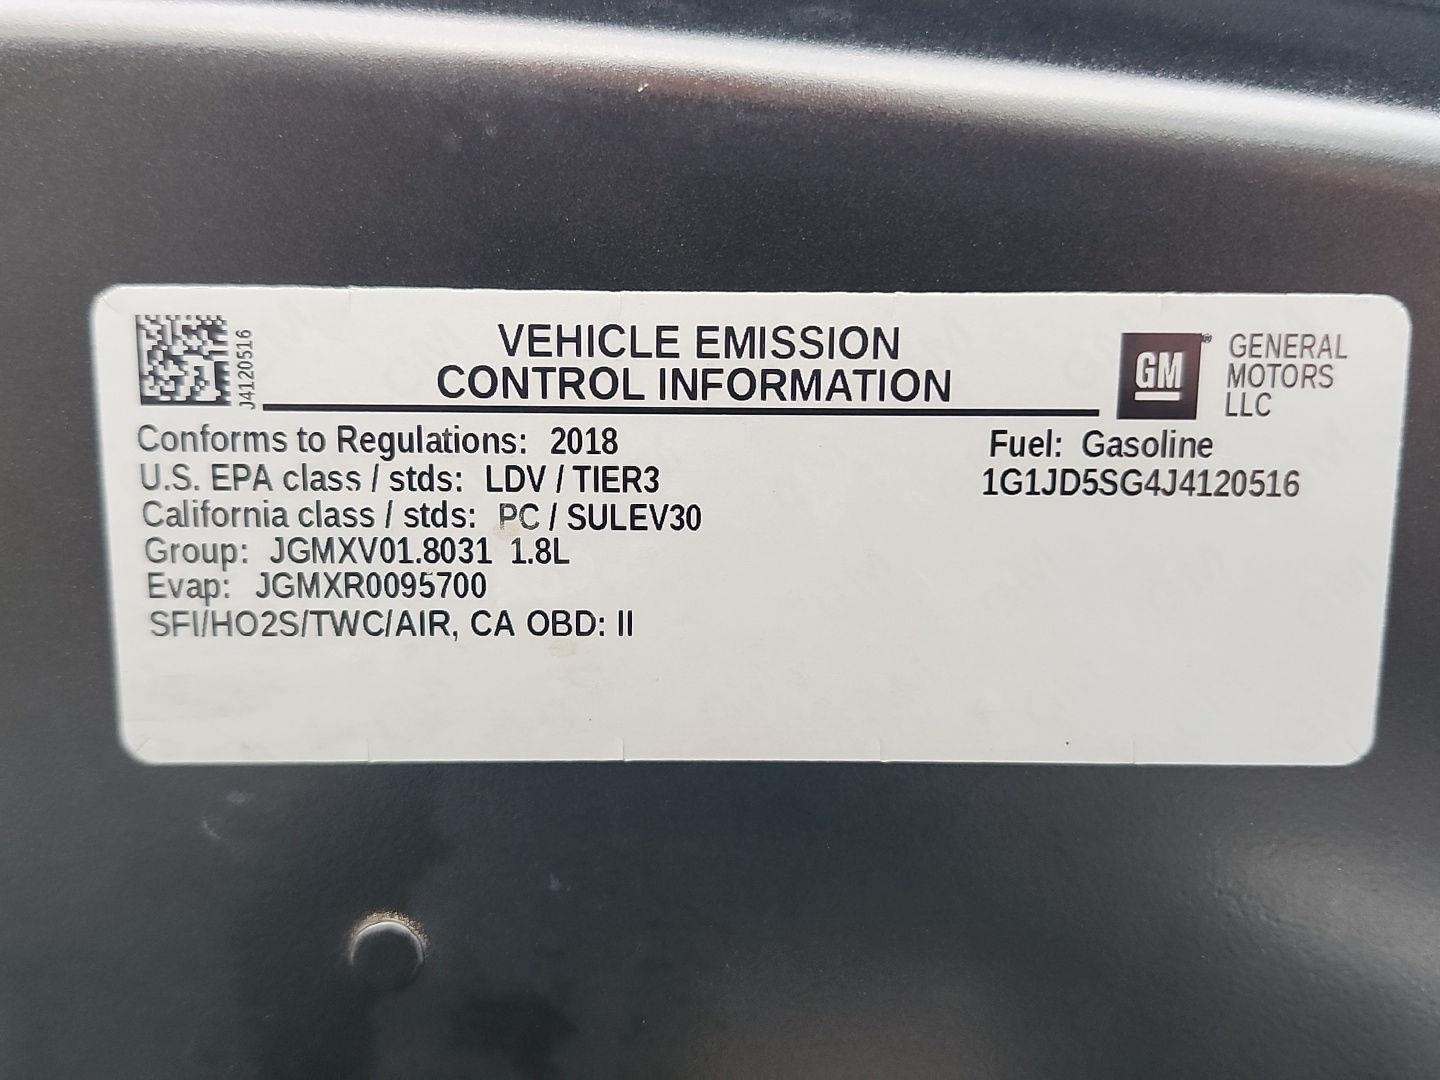 J4120516
VEHICLE EMISSION
CONTROL INFORMATION
GM
GENERAL
MOTORS
LLC
Conforms to Regulations: 2018
U.S. EPA class / stds: LDV / TIER3
California class / stds: PC / SULEV30
Group: JGMXV01.8031 1.8L
Evap: JGMXR0095700
SFI/HO2S/TWC/AIR, CA OBD: II
Fuel: Gasoline
1G1JD5SG4J4120516